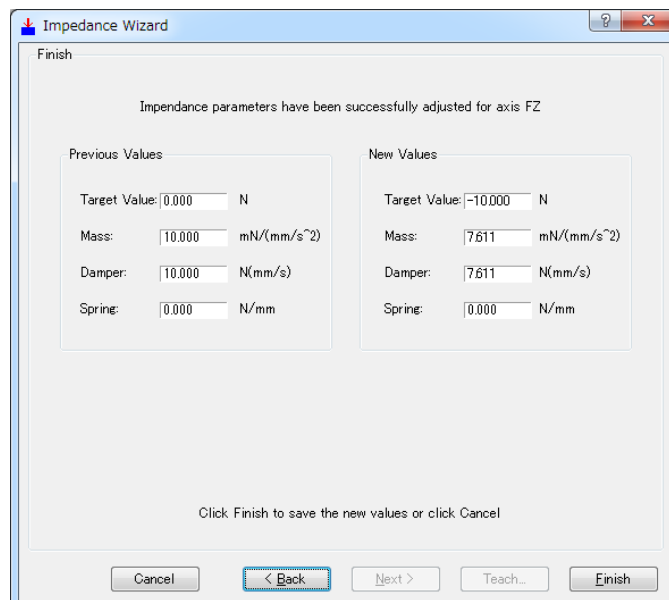 Impedance Wizard
Finish
Impendance parameters have been successfully adjusted for axis FZ
Previous Values
Target Value: 0.000 N
Mass: 10.000 mN/(mm/s^2)
Damper: 10.000 N(mm/s)
Spring: 0.000 N/mm
New Values
Target Value: -10.000 N
Mass: 7.611 mN/(mm/s^2)
Damper: 7.611 N(mm/s)
Spring: 0.000 N/mm
Click Finish to save the new values or click Cancel
Cancel < Back Next > Teach... Finish